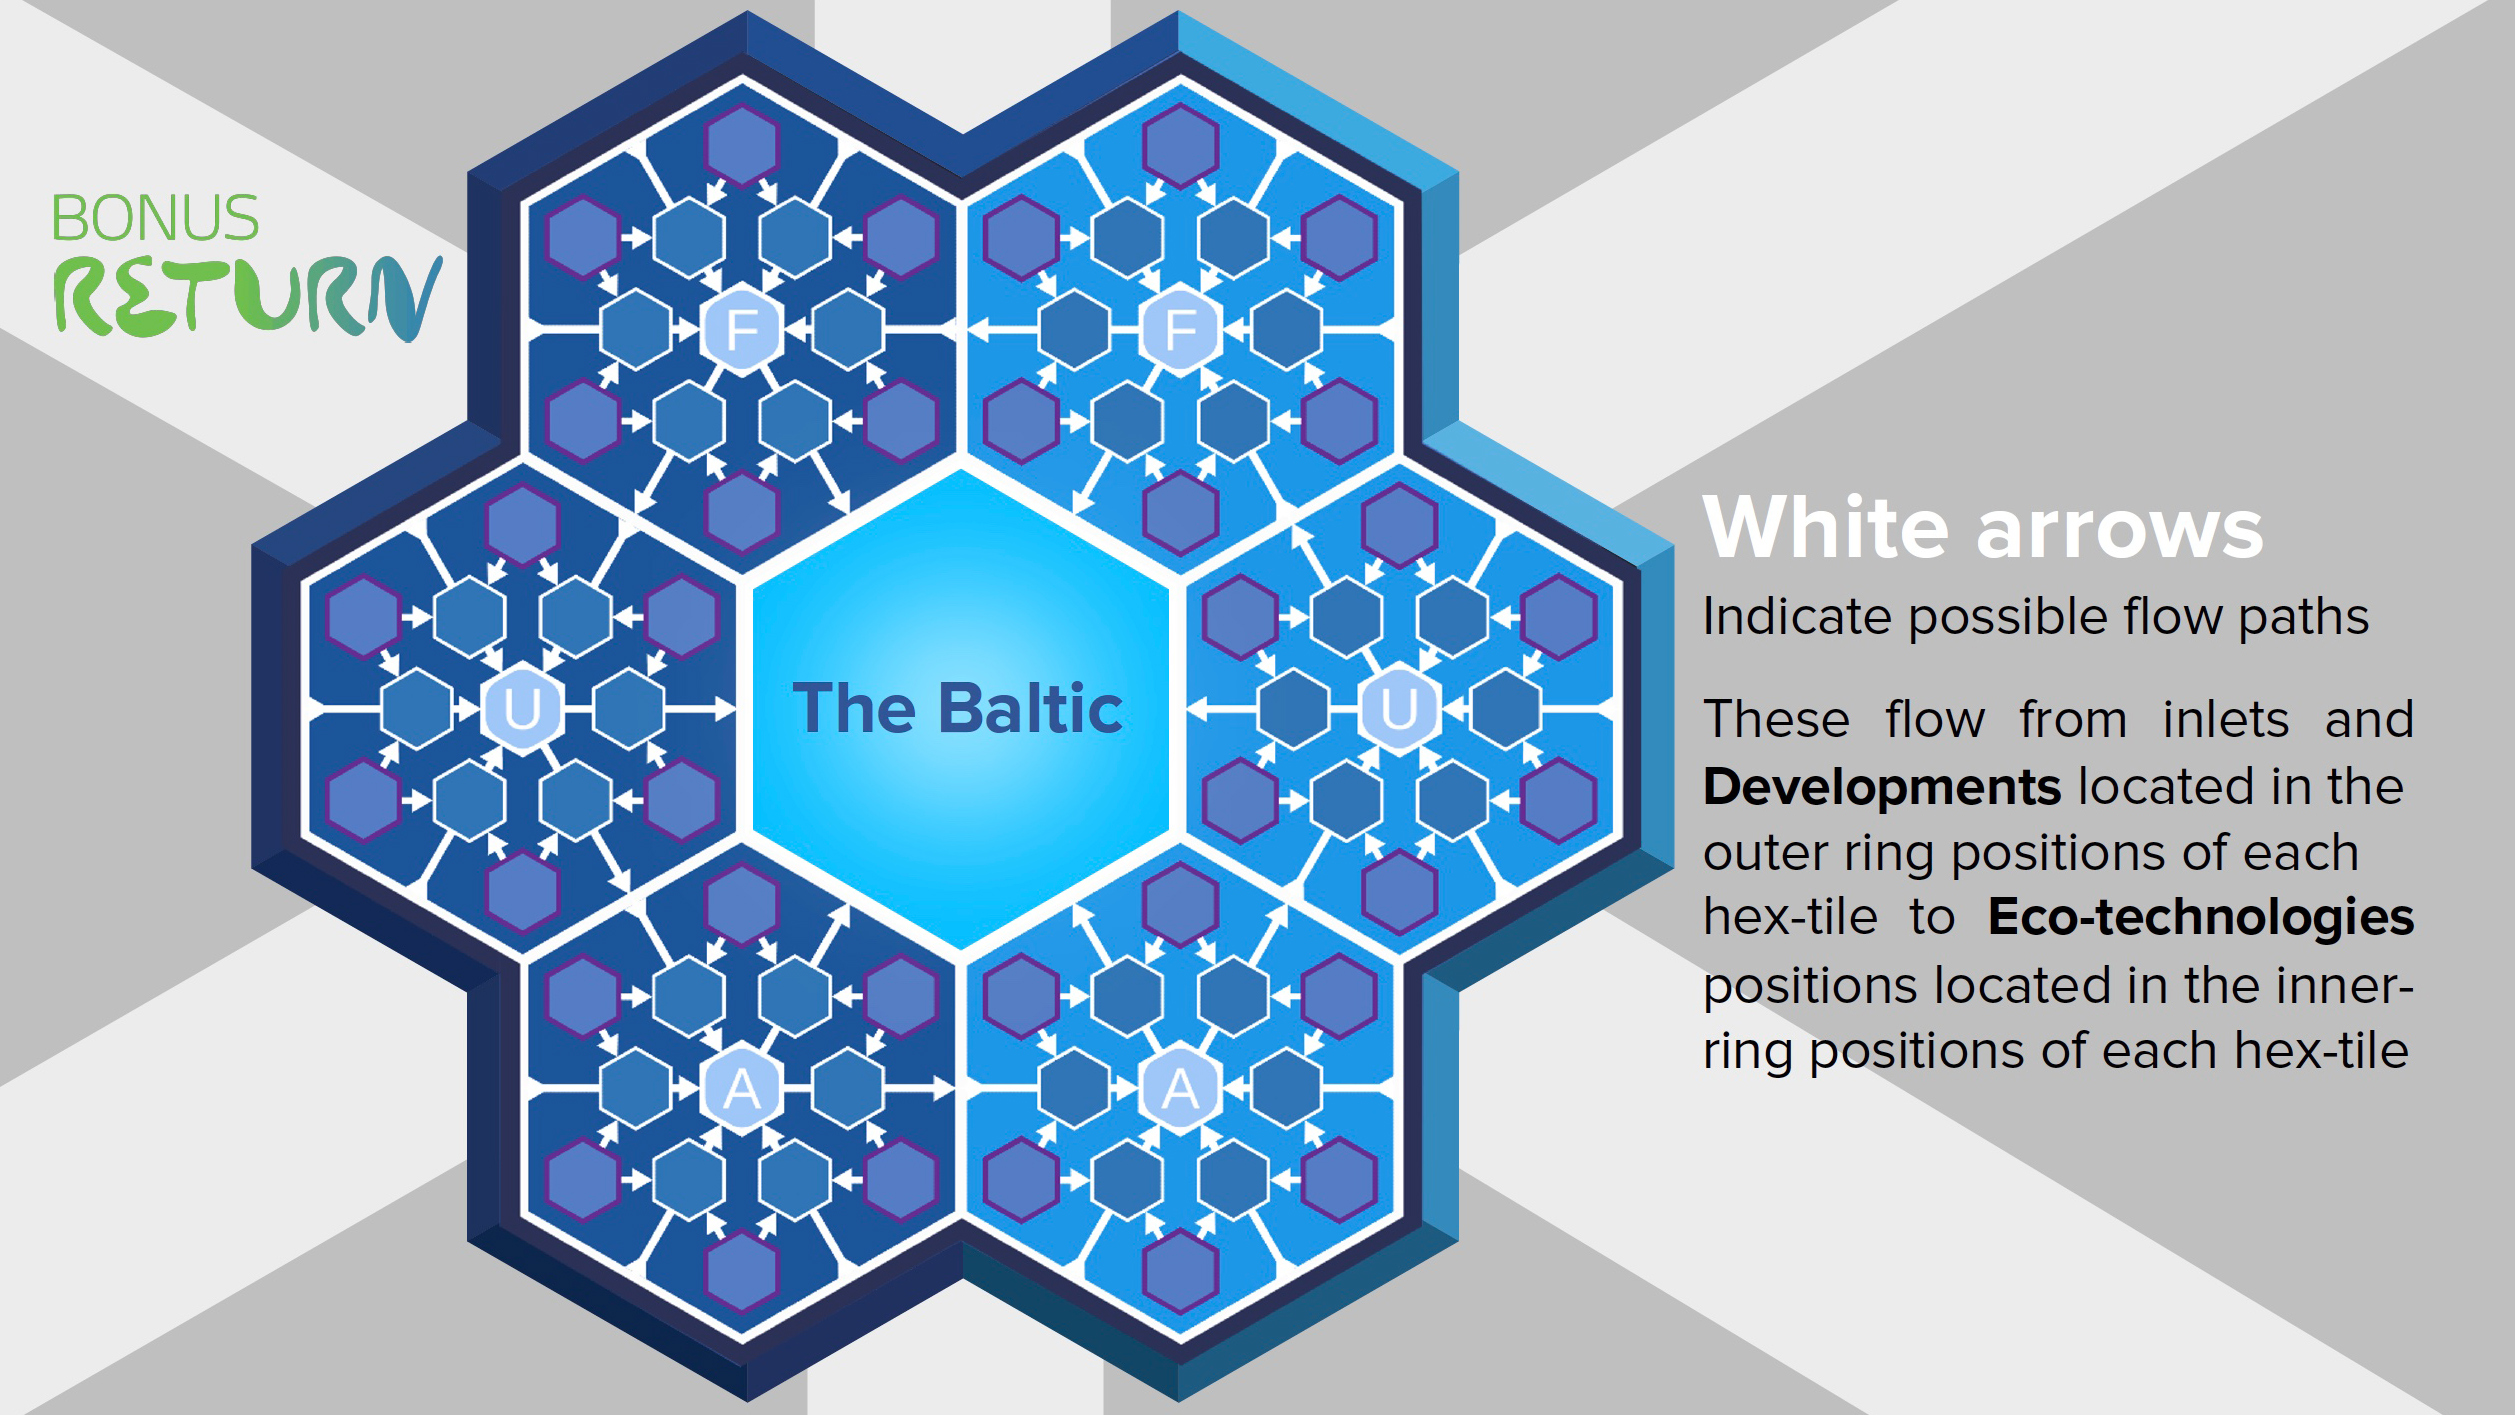 BONUS
RETURN
F
F
U
The Baltic
U
A
A
White arrows
Indicate possible flow paths
These flow from inlets and
Developments located in the
outer ring positions of each
hex-tile to Eco-technologies
positions located in the inner-
ring positions of each hex-tile